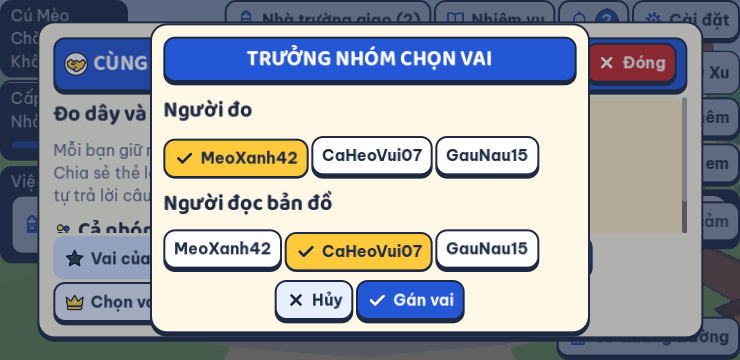 Cú Mèo
Nhà trường giao (2)
Nhiệm vụ
2
Cài đặt
CÙNG
TRƯỞNG NHÓM CHỌN VAI
Đóng
Xu
Đo dây và
Người đo
Mỗi bạn giữ
MeoXanh42
CaHeoVui07
GauNau15
Chia sẻ thẻ
tự trả lời câu
Người đọc bản đồ
Cả nhóm
MeoXanh42
CaHeoVui07
GauNau15
Vai của
Chọn
Hủy
Gán vai